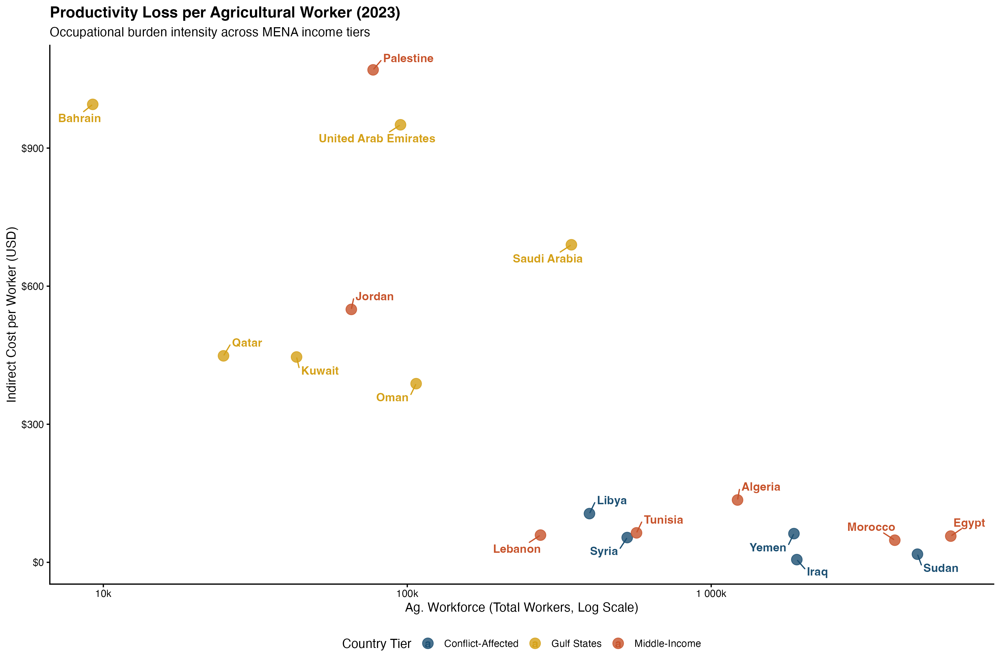 Productivity Loss per Agricultural Worker (2023)
Occupational burden intensity across MENA income tiers
Palestine
Bahrain
United Arab Emirates
$900
Saudi Arabia
$600
Jordan
Qatar
Kuwait
Oman
$300
Algeria
Libya
Tunisia
Egypt
Morocco
Lebanon
Syria
Yemen
$0
Sudan
Iraq
Indirect Cost per Worker (USD)
10k
100k
1 000k
Ag. Workforce (Total Workers, Log Scale)
Country Tier a Conflict-Affected a Gulf States a Middle-Income